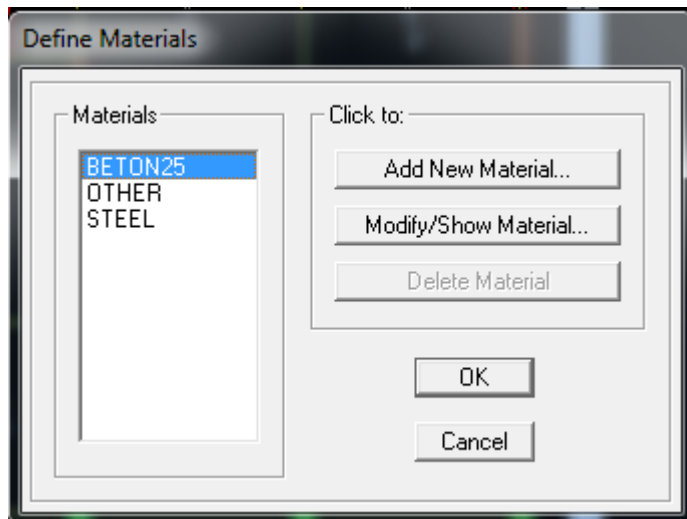 Define Materials
Materials
BETON25
OTHER
STEEL
Click to:
Add New Material...
Modify/Show Material...
Delete Material
OK
Cancel